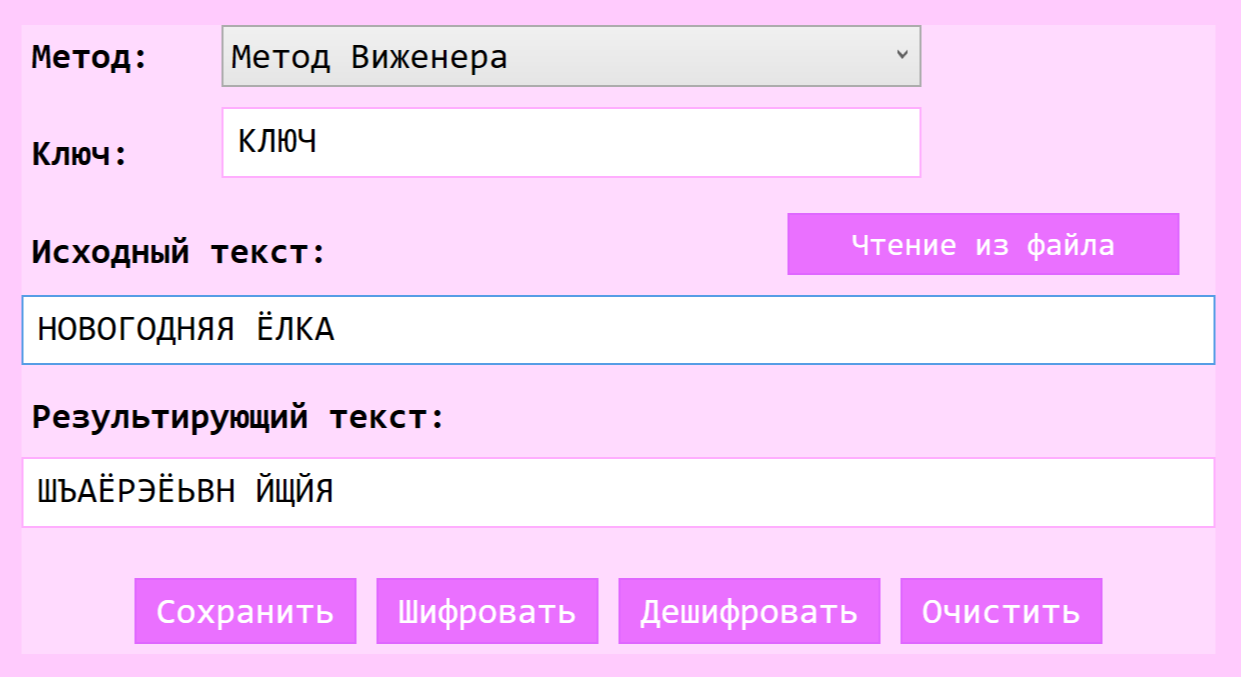 Метод: Метод Виженера
Ключ: КЛЮЧ
Исходный текст: Чтение из файла
НОВОГОДНЯЯ ЁЛКА
Результирующий текст:
ШЪАЁРЭЁЬВН ЙЩЙЯ
Сохранить Шифровать Дешифровать Очистить